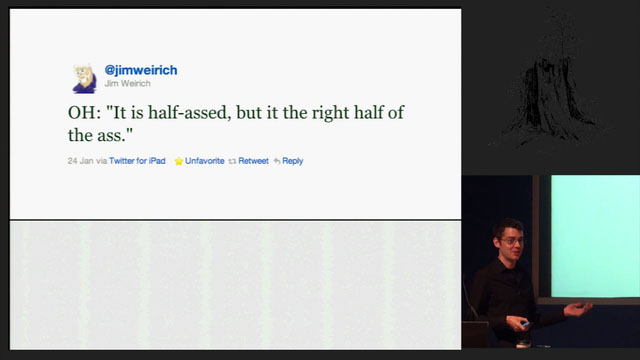 @jimweirich
Jim Weirich
OH: "It is half-assed, but it the right half of
the ass."
24 Jan via Twitter for iPad Unfavorite Retweet Reply